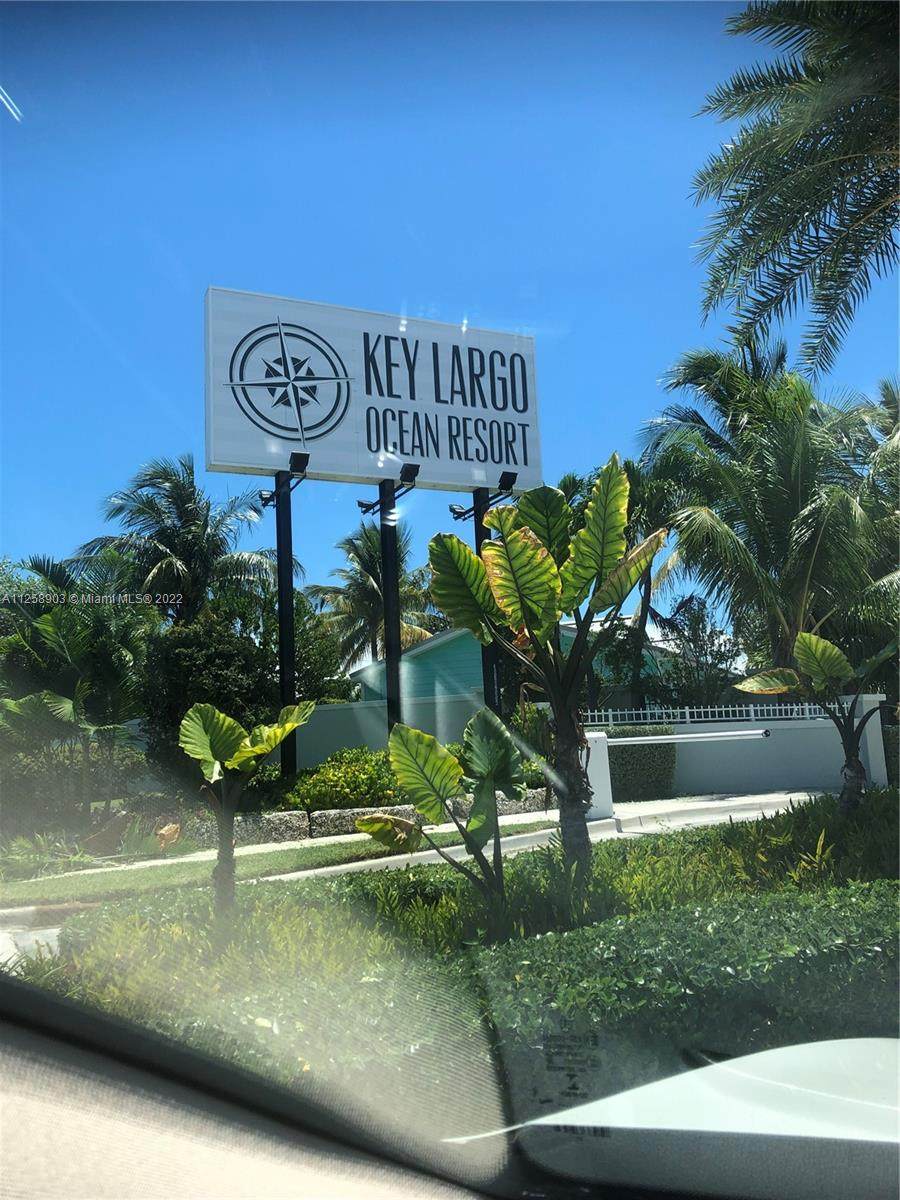 KEY LARGO
OCEAN RESORT
A11258903 © Miami MLS® 2022